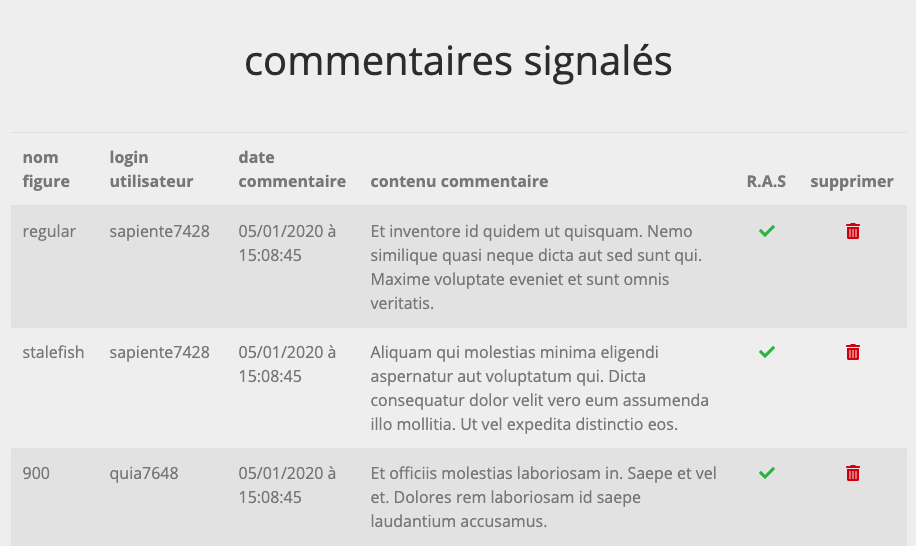 commentaires signalés
nom figure login utilisateur date commentaire contenu commentaire R.A.S supprimer
regular sapiente7428 05/01/2020 à Et inventore id quidem ut quisquam. Nemo
15:08:45 similique quasi neque dicta aut sed sunt qui.
Maxime voluptate eveniet et sunt omnis
veritatis.
stalefish sapiente7428 05/01/2020 à Aliquam qui molestias minima eligendi
15:08:45 aspernatur aut voluptatum qui. Dicta
consequatur dolor velit vero eum assumenda
illo mollitia. Ut vel expedita distinctio eos.
900 quia7648 05/01/2020 à Et officiis molestias laboriosam in. Saepe et vel
15:08:45 et. Dolores rem laboriosam id saepe
laudantium accusamus.